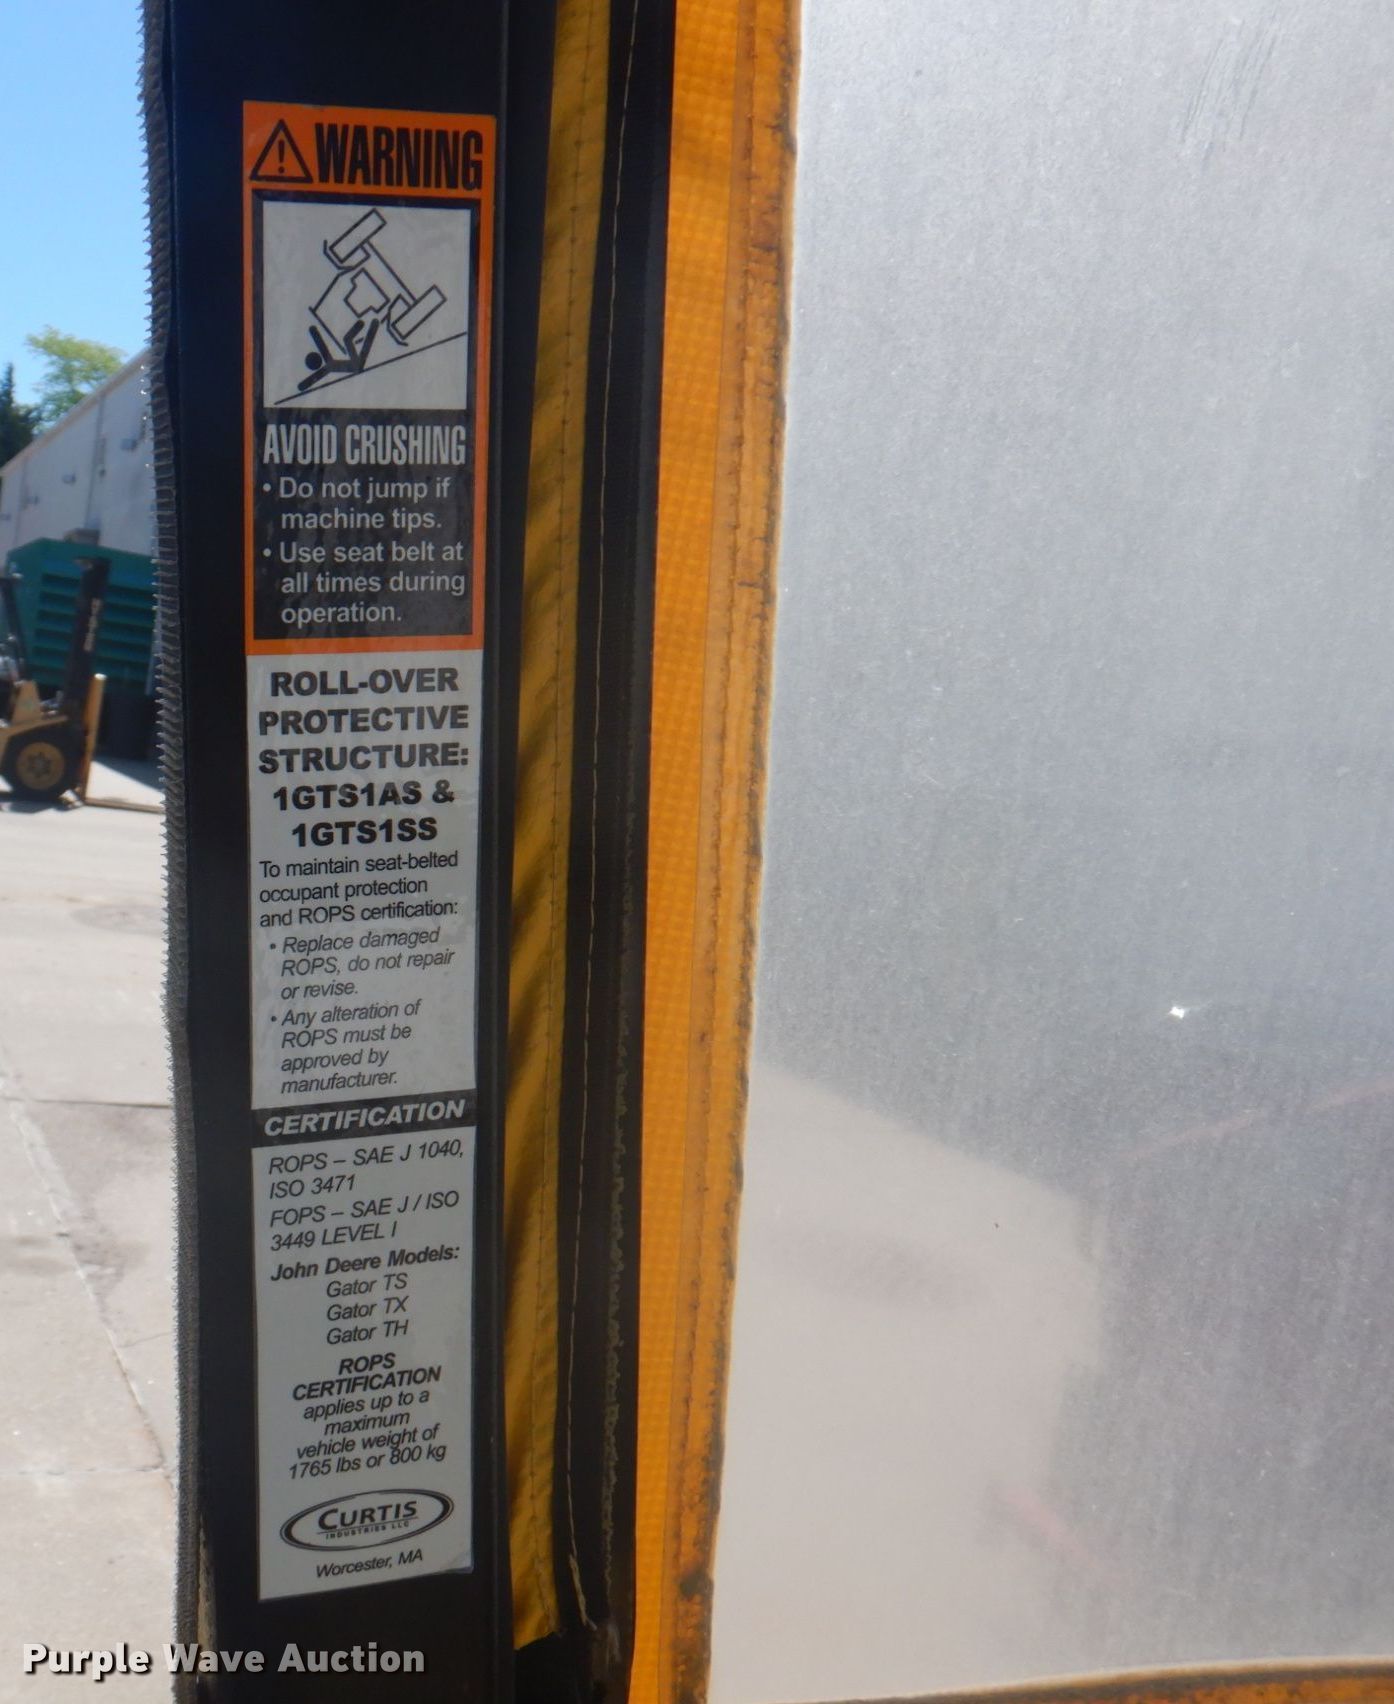 WARNING
AVOID CRUSHING
• Do not jump if
machine tips.
• Use seat belt at
all times during
operation.
ROLL-OVER
PROTECTIVE
STRUCTURE:
1GTS1AS &
1GTS1SS
To maintain seat-belted
occupant protection
and ROPS certification:
• Replace damaged
ROPS, do not repair
or revise.
• Any alteration of
ROPS must be
approved by
manufacturer.
CERTIFICATION
ROPS – SAE J 1040,
ISO 3471
FOPS – SAE J / ISO
3449 LEVEL I
John Deere Models:
Gator TS
Gator TX
Gator TH
ROPS
CERTIFICATION
applies up to a
maximum
vehicle weight of
1765 lbs or 800 kg
CURTIS
INDUSTRIES LLC
Worcester, MA
Purple Wave Auction